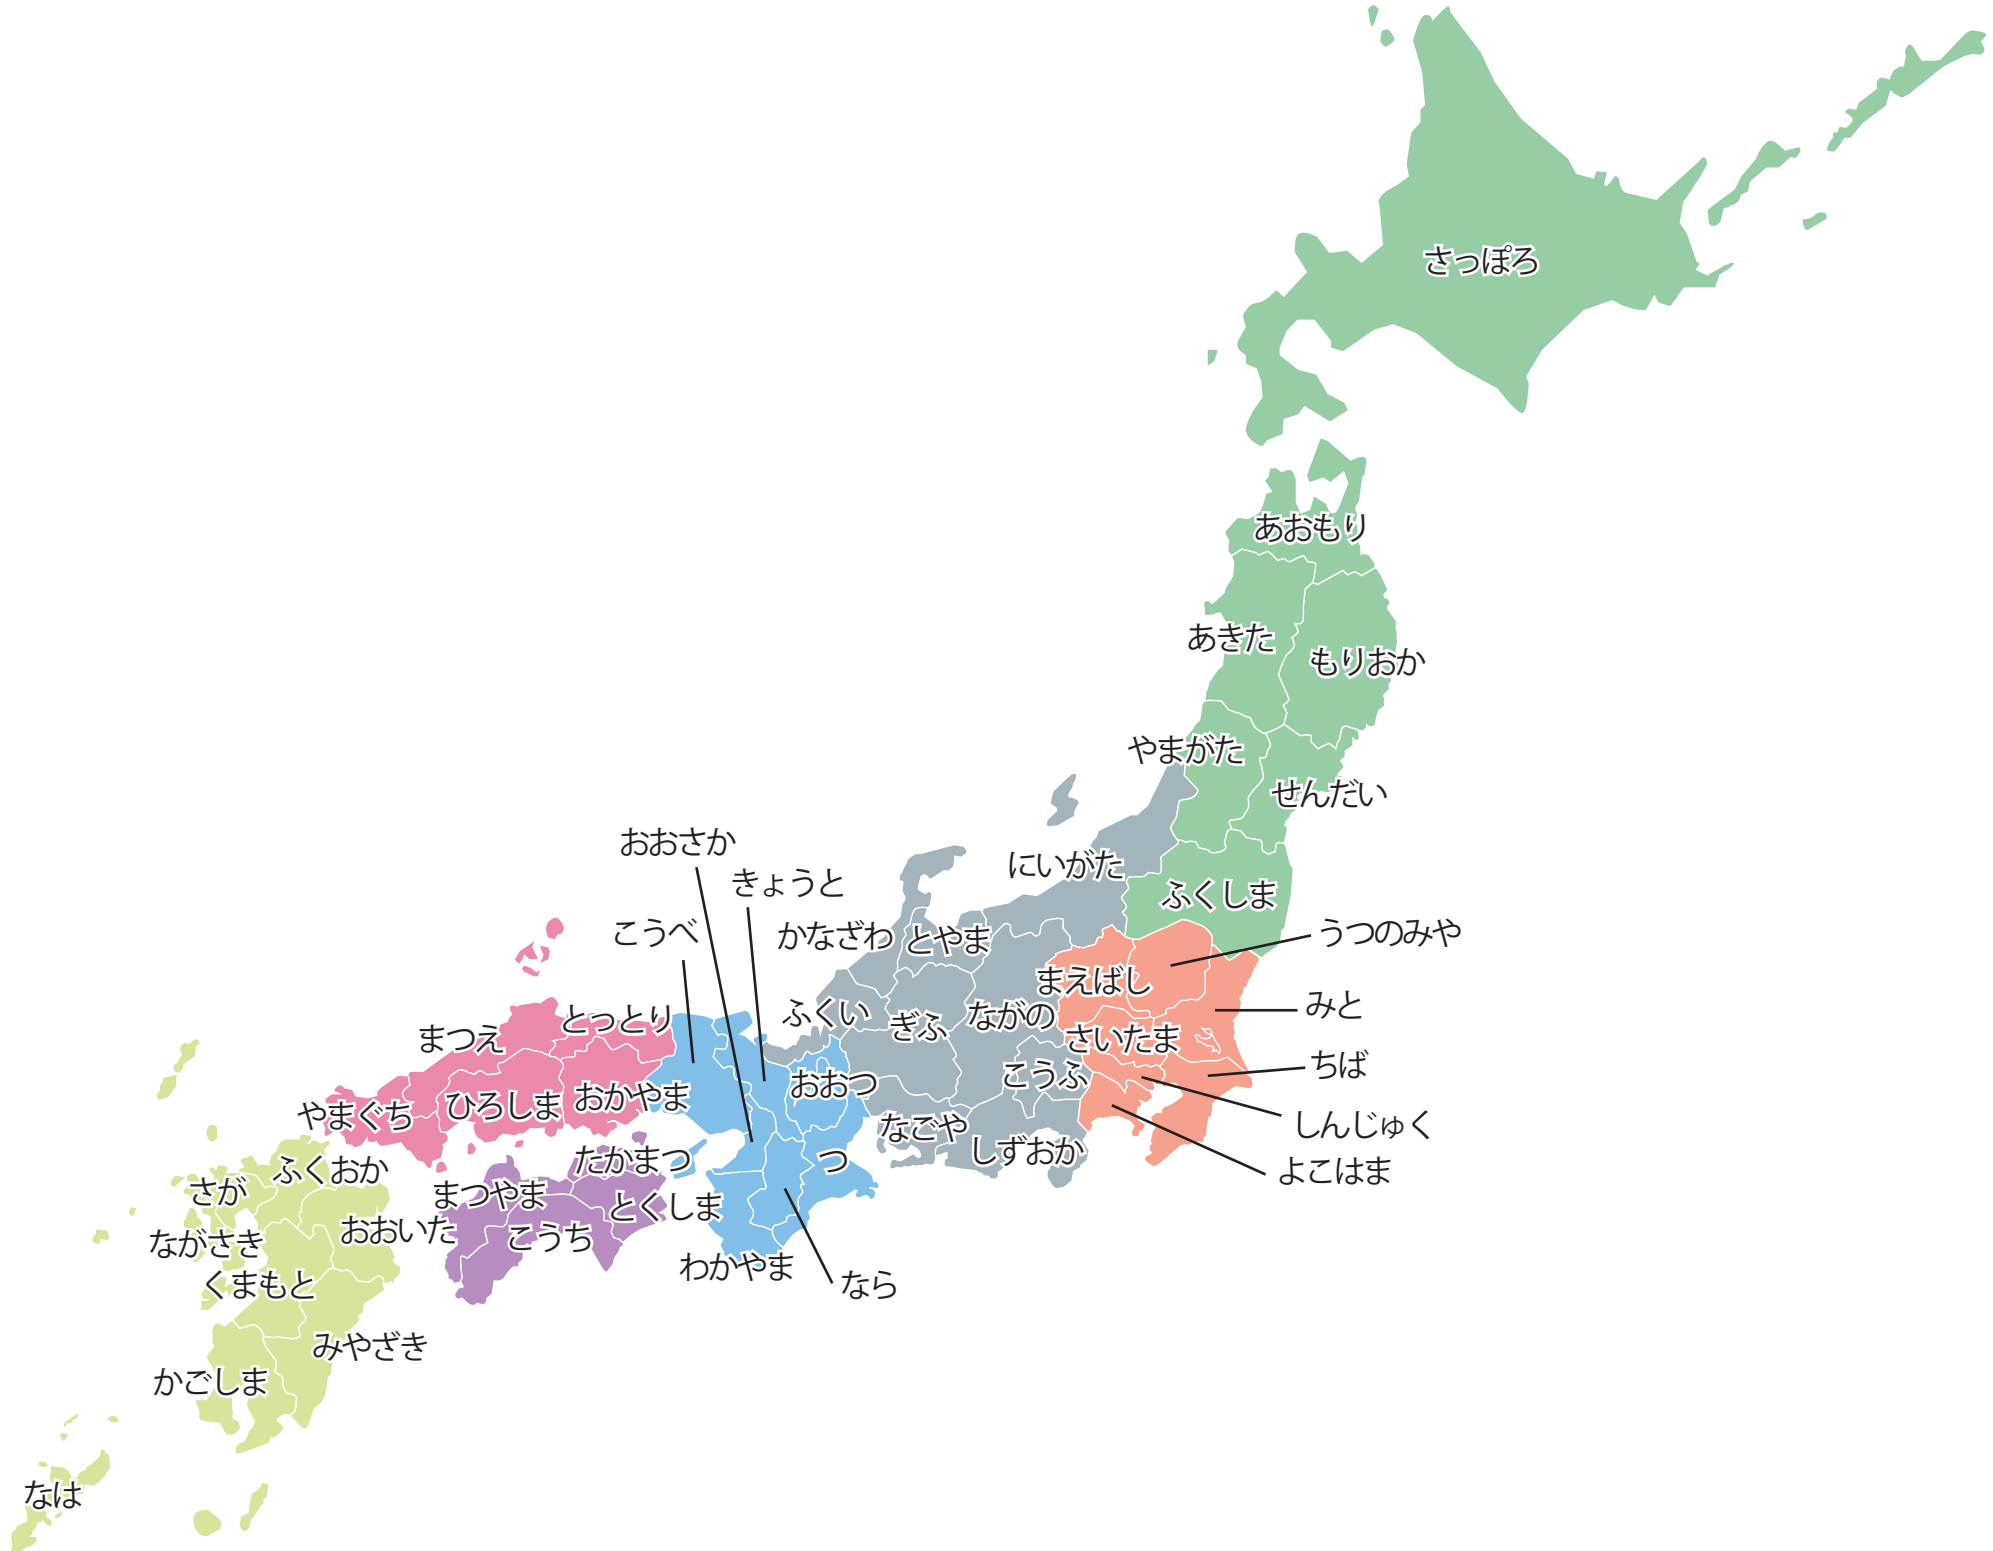 さっぽろ
あおもり
あきた
もりおか
やまがた
せんだい
おおさか
にいがた
きょうと
ふくしま
こうべ
かなざわ
とやま
うつのみや
まえばし
みと
ふくい
ぎふ
ながの
とっとり
まつえ
さいたま
ちば
こうふ
おおつ
おかやま
ひろしま
やまぐち
しんじゅく
なごや
しずおか
つ
たかまつ
ふくおか
よこはま
さが
まつやま
とくしま
おおいた
こうち
ながさき
わかやま
くまもと
なら
みやざき
かごしま
なは